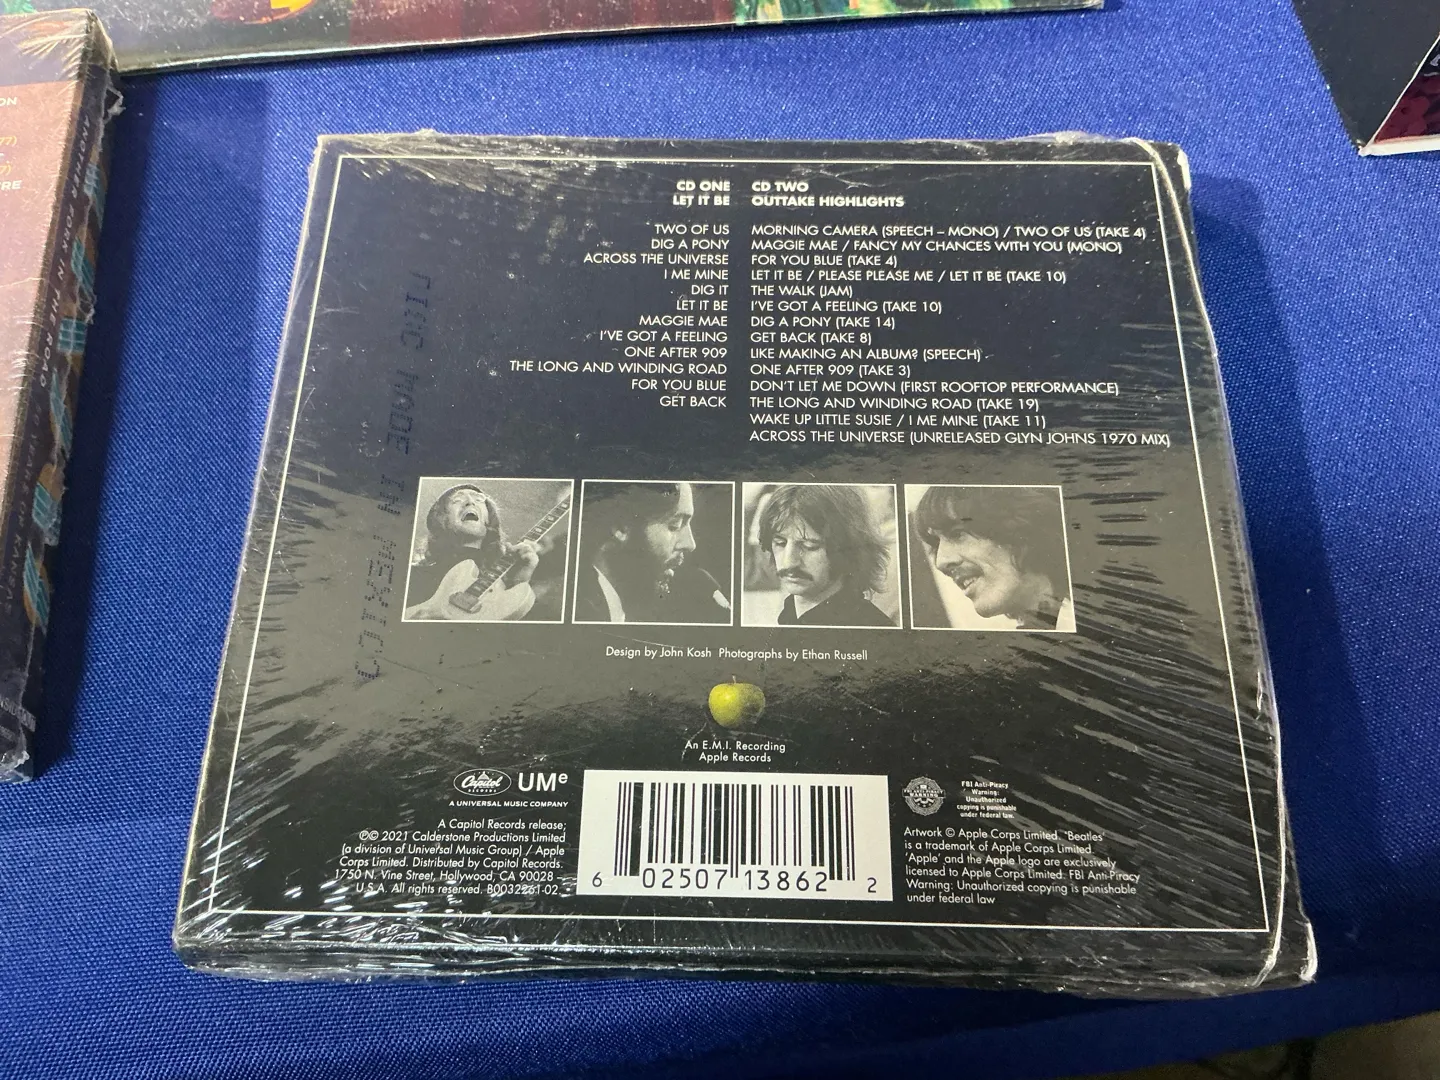 CD ONE
LET IT BE
TWO OF US
DIG A PONY
ACROSS THE UNIVERSE
I ME MINE
DIG IT
LET IT BE
MAGGIE MAE
I'VE GOT A FEELING
ONE AFTER 909
THE LONG AND WINDING ROAD
FOR YOU BLUE
GET BACK
CD TWO
OUTTAKE HIGHLIGHTS
MORNING CAMERA (SPEECH – MONO) / TWO OF US (TAKE 4)
MAGGIE MAE / FANCY MY CHANCES WITH YOU (MONO)
FOR YOU BLUE (TAKE 4)
LET IT BE / PLEASE PLEASE ME / LET IT BE (TAKE 10)
THE WALK (JAM)
I'VE GOT A FEELING (TAKE 10)
DIG A PONY (TAKE 14)
GET BACK (TAKE 8)
LIKE MAKING AN ALBUM? (SPEECH)
ONE AFTER 909 (TAKE 3)
DON'T LET ME DOWN (FIRST ROOFTOP PERFORMANCE)
THE LONG AND WINDING ROAD (TAKE 19)
WAKE UP LITTLE SUSIE / I ME MINE (TAKE 11)
ACROSS THE UNIVERSE (UNRELEASED GLYN JOHNS 1970 MIX)
DISC MADE IN MEXICO
Design by John Kosh Photographs by Ethan Russell
An E.M.I. Recording
Apple Records
Capitol
RECORDS
UMe
A UNIVERSAL MUSIC COMPANY
A Capitol Records release;
℗© 2021 Calderstone Productions Limited
(a division of Universal Music Group) / Apple
Corps Limited. Distributed by Capitol Records.
1750 N. Vine Street, Hollywood, CA 90028 –
U.S.A. All rights reserved. B0032261-02.
6 02507 13862 2
FBI Anti-Piracy
Warning:
Unauthorized
copying is punishable
under federal law.
Artwork © Apple Corps Limited. 'Beatles'
is a trademark of Apple Corps Limited.
'Apple' and the Apple logo are exclusively
licensed to Apple Corps Limited. FBI Anti-Piracy
Warning: Unauthorized copying is punishable
under federal law
ANOTHER FORK IN THE ROAD